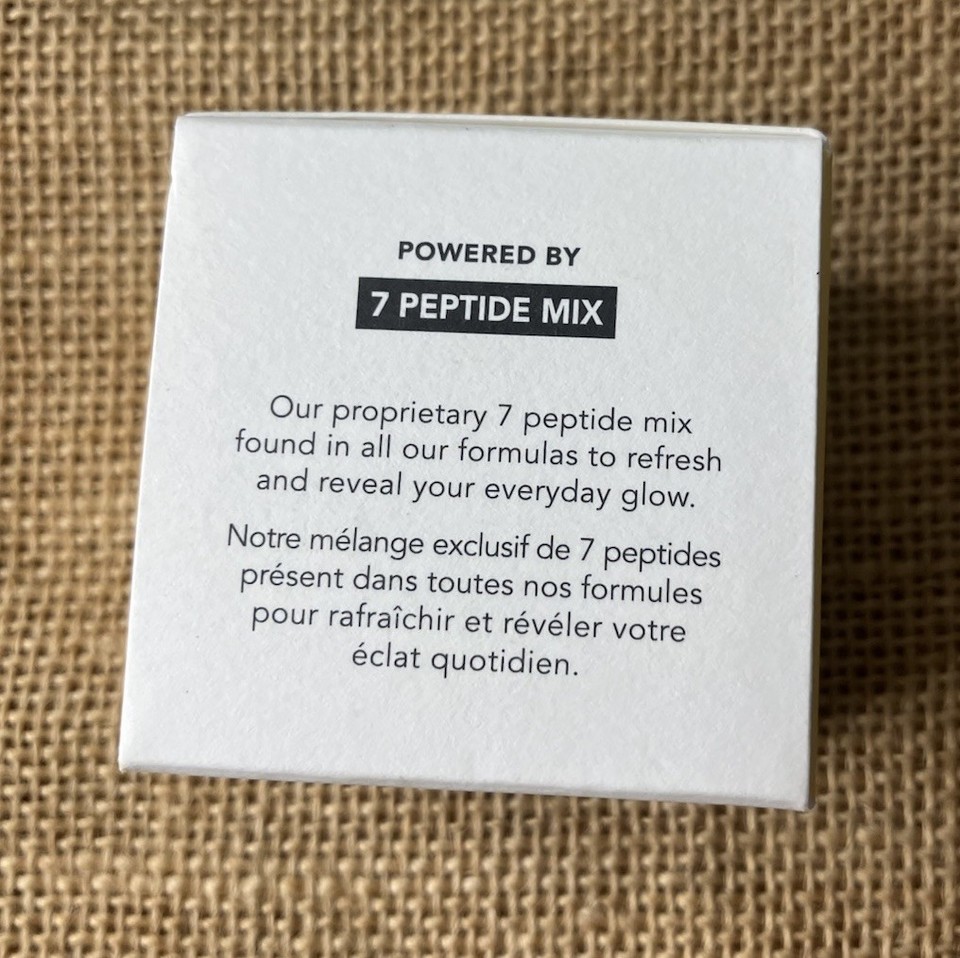 POWERED BY
7 PEPTIDE MIX
Our proprietary 7 peptide mix
found in all our formulas to refresh
and reveal your everyday glow.
Notre mélange exclusif de 7 peptides
présent dans toutes nos formules
pour rafraîchir et révéler votre
éclat quotidien.